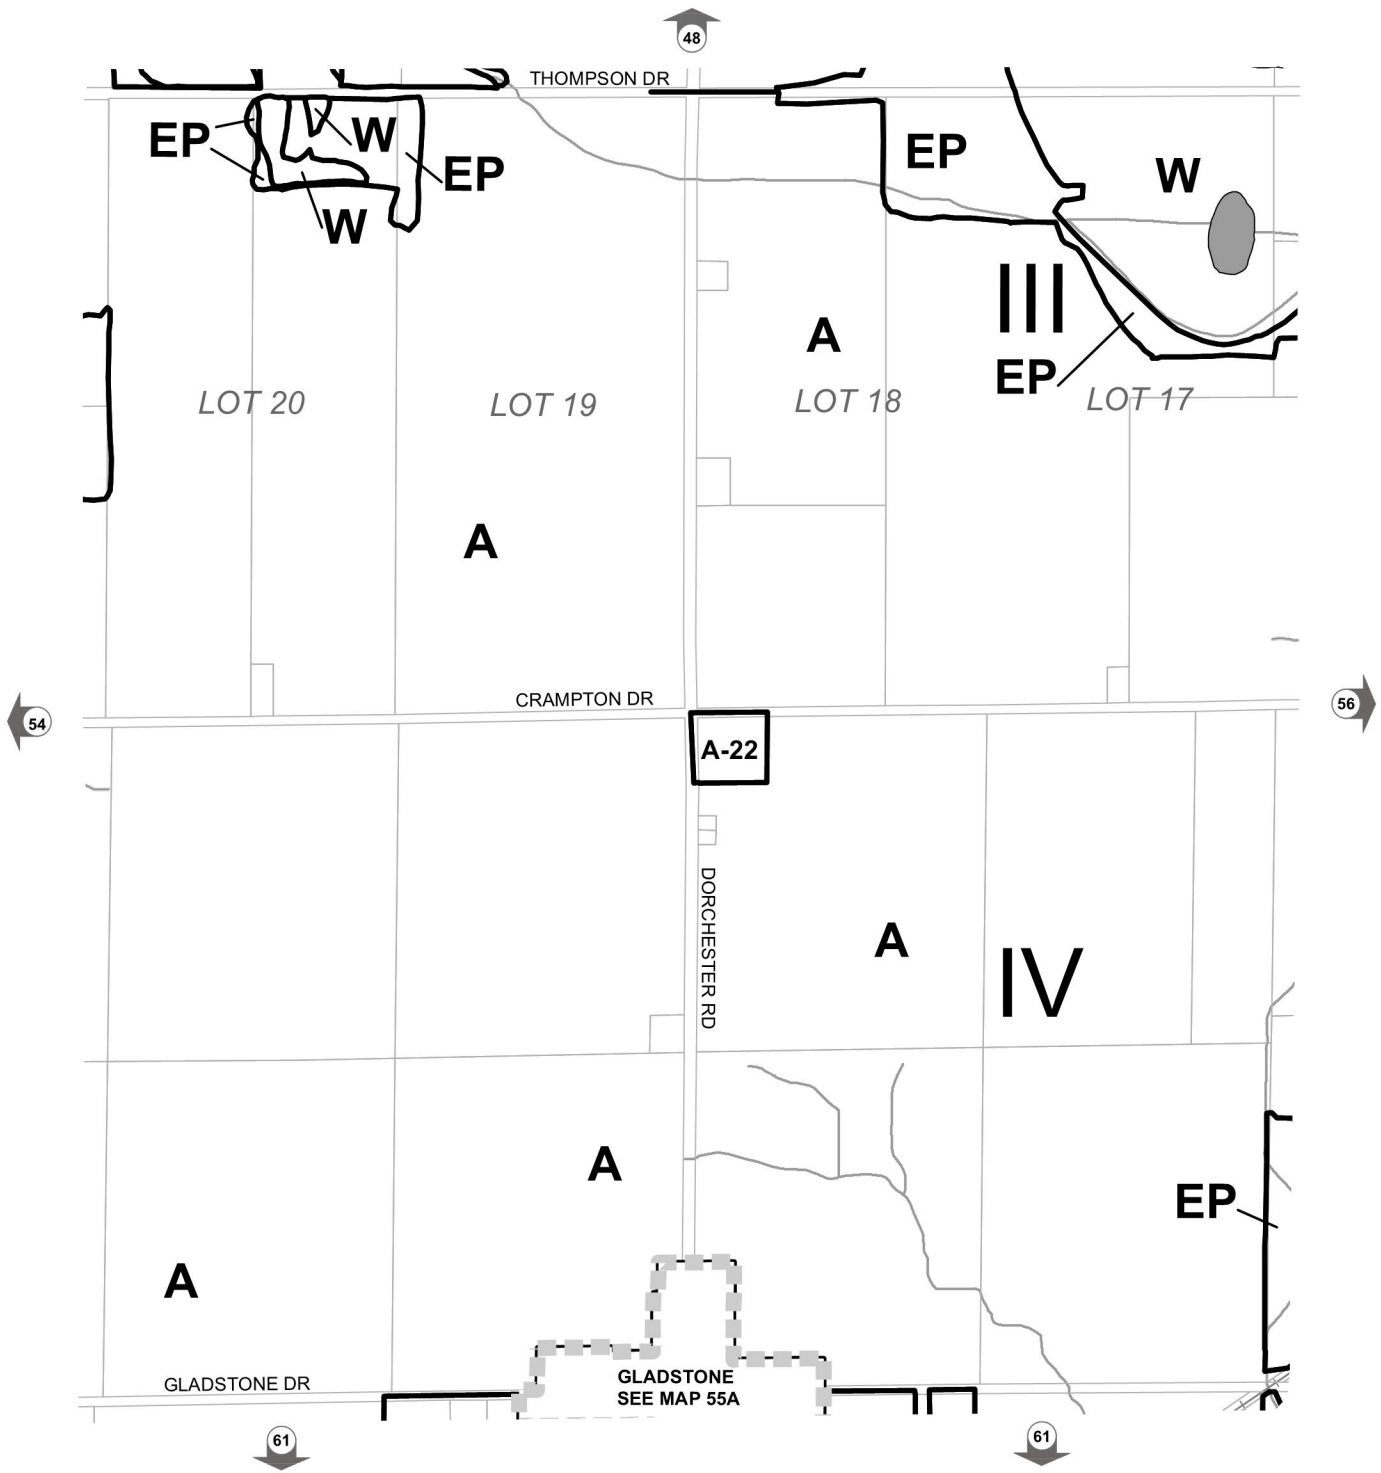 48
THOMPSON DR
EP
W
EP
W
EP
W
III
A
EP
LOT 20
LOT 19
LOT 18
LOT 17
A
CRAMPTON DR
54
56
A-22
DORCHESTER RD
A
IV
A
EP
A
GLADSTONE DR
GLADSTONE
SEE MAP 55A
61
61